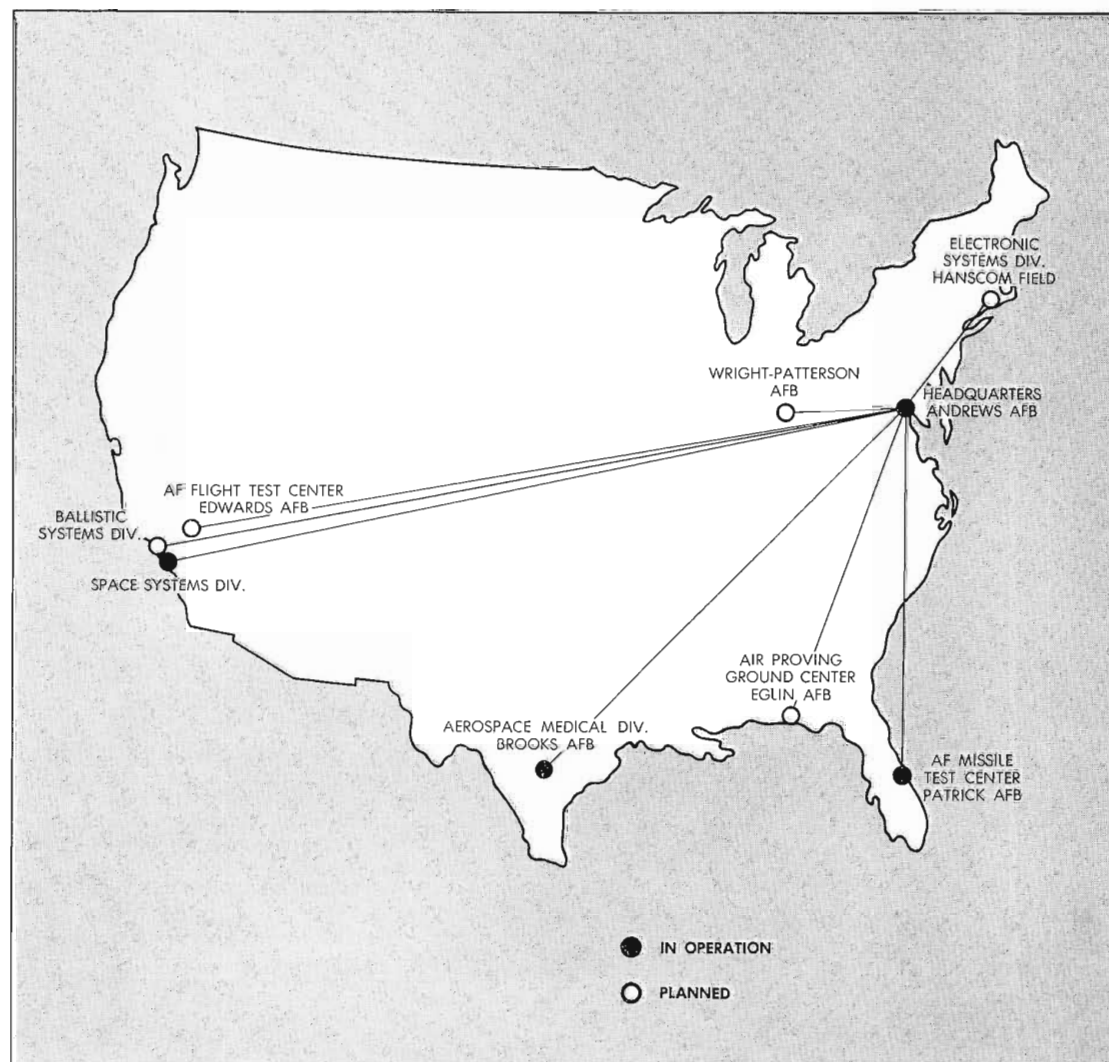 ELECTRONIC
SYSTEMS DIV.
HANSCOM FIELD
WRIGHT-PATTERSON
AFB
HEADQUARTERS
ANDREWS AFB
AF FLIGHT TEST CENTER
EDWARDS AFB
BALLISTIC
SYSTEMS DIV.
SPACE SYSTEMS DIV.
AIR PROVING
GROUND CENTER
EGLIN AFB
AEROSPACE MEDICAL DIV.
BROOKS AFB
AF MISSILE
TEST CENTER
PATRICK AFB
IN OPERATION
PLANNED